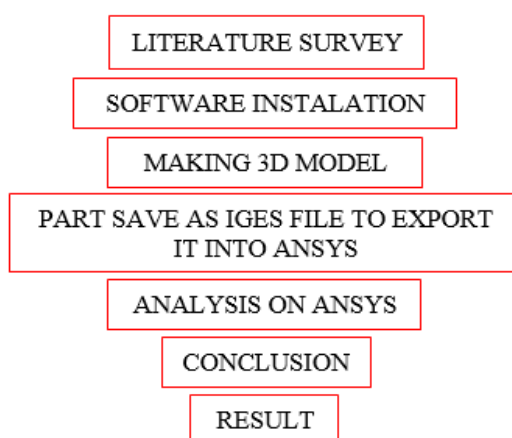 LITERATURE SURVEY
SOFTWARE INSTALATION
MAKING 3D MODEL
PART SAVE AS IGES FILE TO EXPORT
IT INTO ANSYS
ANALYSIS ON ANSYS
CONCLUSION
RESULT